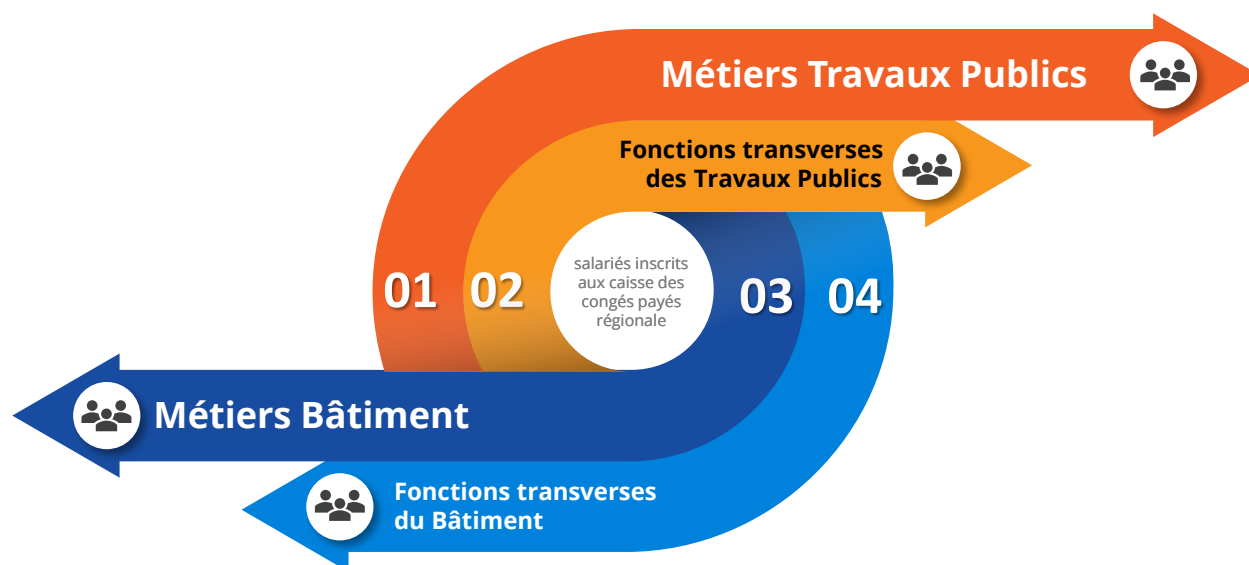 Métiers Travaux Publics
Fonctions transverses
des Travaux Publics
01
02
salariés inscrits
aux caisse des
congés payés
régionale
03
04
Métiers Bâtiment
Fonctions transverses
du Bâtiment